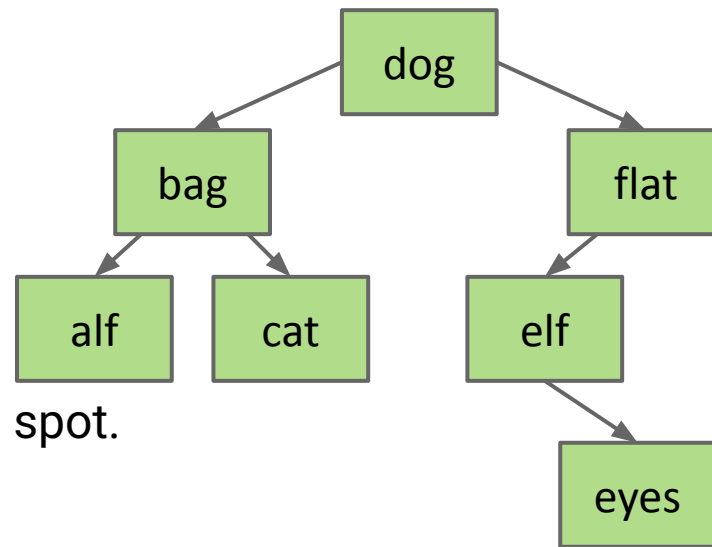 dog
bag flat
alf cat elf
spot.
eyes